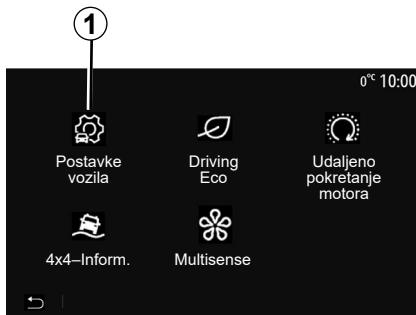 1
0°C 10:00
Postavke
vozila
Driving
Eco
Udaljeno
pokretanje
motora
4x4–Inform.
Multisense